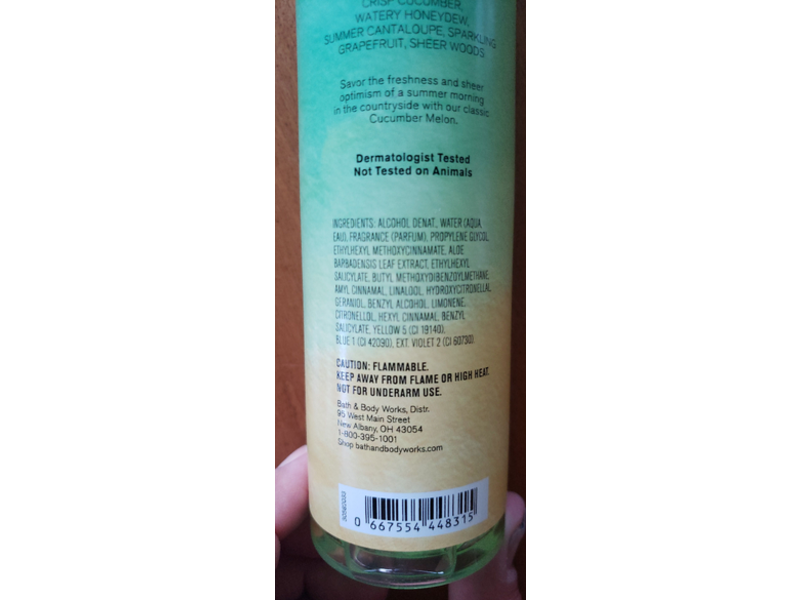 CRISP CUCUMBER,
WATERY HONEYDEW,
SUMMER CANTALOUPE, SPARKLING
GRAPEFRUIT, SHEER WOODS
Savor the freshness and sheer
optimism of a summer morning
in the countryside with our classic
Cucumber Melon.
Dermatologist Tested
Not Tested on Animals
INGREDIENTS: ALCOHOL DENAT., WATER (AQUA,
EAU), FRAGRANCE (PARFUM), PROPYLENE GLYCOL,
ETHYLHEXYL METHOXYCINNAMATE, ALOE
BARBADENSIS LEAF EXTRACT, ETHYLHEXYL
SALICYLATE, BUTYL METHOXYDIBENZOYLMETHANE,
AMYL CINNAMAL, LINALOOL, HYDROXYCITRONELLAL,
GERANIOL, BENZYL ALCOHOL, LIMONENE,
CITRONELLOL, HEXYL CINNAMAL, BENZYL
SALICYLATE, YELLOW 5 (CI 19140),
BLUE 1 (CI 42090), EXT. VIOLET 2 (CI 60730)
CAUTION: FLAMMABLE.
KEEP AWAY FROM FLAME OR HIGH HEAT.
NOT FOR UNDERARM USE.
Bath & Body Works, Distr.
95 West Main Street
New Albany, OH 43054
1-800-395-1001
Shop bathandbodyworks.com
0 667554 448315